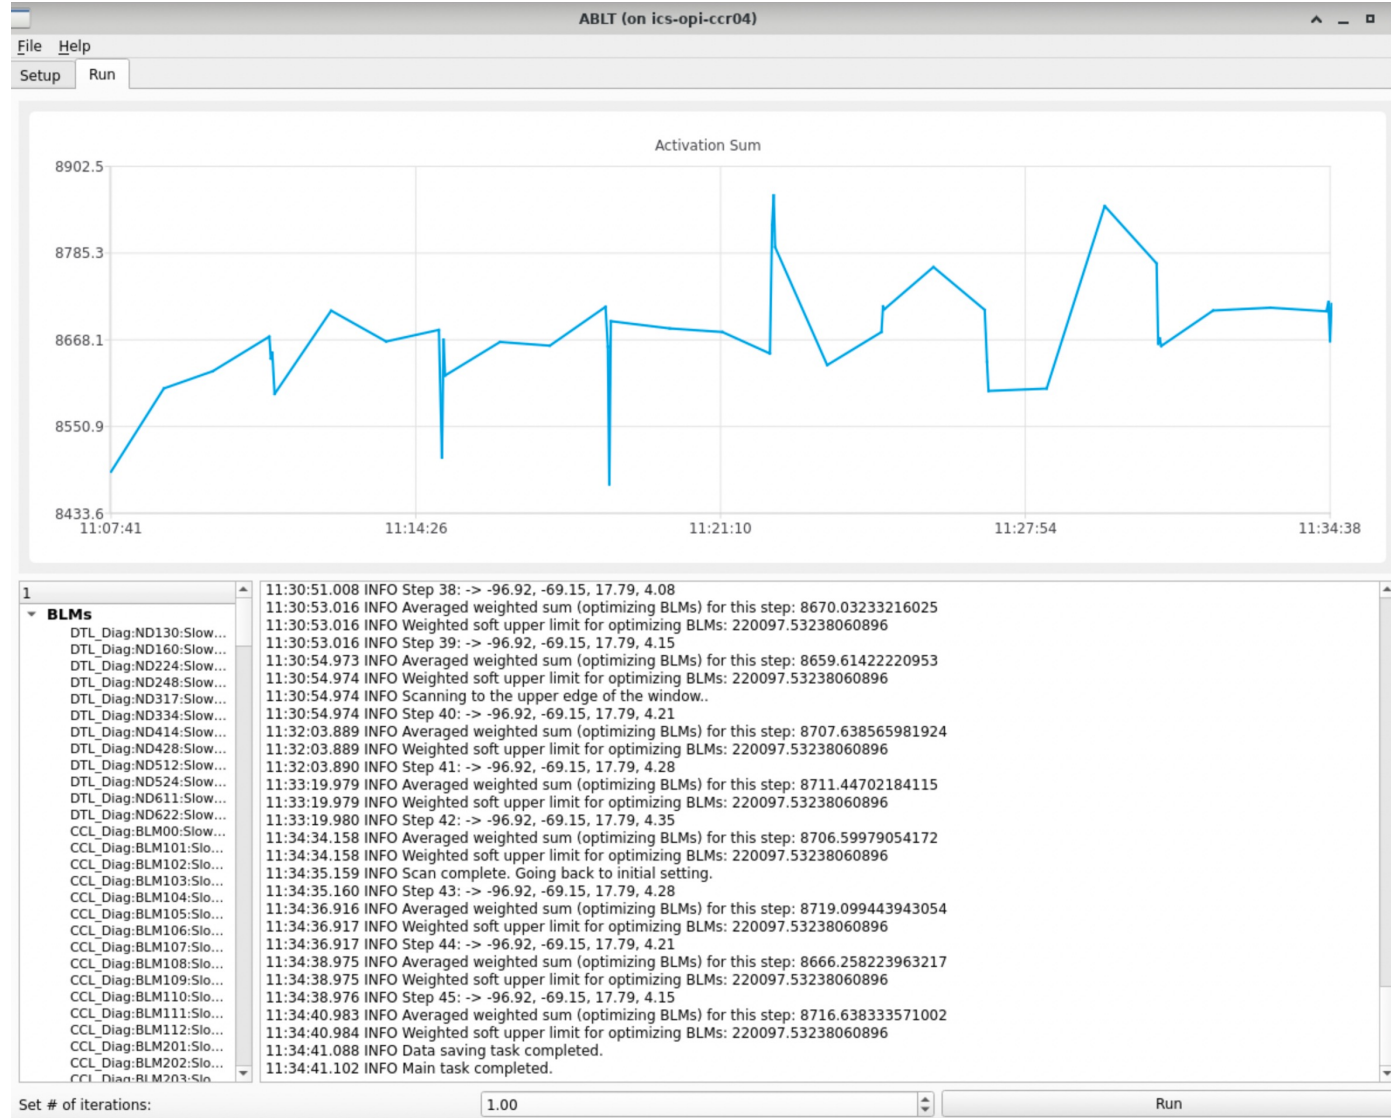 ABLT (on ics-opi-ccr04)
File Help
Setup Run
Activation Sum
8902.5
8785.3
8668.1
8550.9
8433.6
11:07:41 11:14:26 11:21:10 11:27:54 11:34:38
1
BLMs
DTL_Diag:ND130:Slow...
DTL_Diag:ND160:Slow...
DTL_Diag:ND224:Slow...
DTL_Diag:ND248:Slow...
DTL_Diag:ND317:Slow...
DTL_Diag:ND334:Slow...
DTL_Diag:ND414:Slow...
DTL_Diag:ND428:Slow...
DTL_Diag:ND512:Slow...
DTL_Diag:ND524:Slow...
DTL_Diag:ND611:Slow...
DTL_Diag:ND622:Slow...
CCL_Diag:BLM00:Slow...
CCL_Diag:BLM101:Slo...
CCL_Diag:BLM102:Slo...
CCL_Diag:BLM103:Slo...
CCL_Diag:BLM104:Slo...
CCL_Diag:BLM105:Slo...
CCL_Diag:BLM106:Slo...
CCL_Diag:BLM107:Slo...
CCL_Diag:BLM108:Slo...
CCL_Diag:BLM109:Slo...
CCL_Diag:BLM110:Slo...
CCL_Diag:BLM111:Slo...
CCL_Diag:BLM112:Slo...
CCL_Diag:BLM201:Slo...
CCL_Diag:BLM202:Slo...
CCL_Diag:BLM203:Slo...
11:30:51.008 INFO Step 38: -> -96.92, -69.15, 17.79, 4.08
11:30:53.016 INFO Averaged weighted sum (optimizing BLMs) for this step: 8670.03233216025
11:30:53.016 INFO Weighted soft upper limit for optimizing BLMs: 220097.53238060896
11:30:53.016 INFO Step 39: -> -96.92, -69.15, 17.79, 4.15
11:30:54.973 INFO Averaged weighted sum (optimizing BLMs) for this step: 8659.61422220953
11:30:54.974 INFO Weighted soft upper limit for optimizing BLMs: 220097.53238060896
11:30:54.974 INFO Scanning to the upper edge of the window..
11:30:54.974 INFO Step 40: -> -96.92, -69.15, 17.79, 4.21
11:32:03.889 INFO Averaged weighted sum (optimizing BLMs) for this step: 8707.638565981924
11:32:03.889 INFO Weighted soft upper limit for optimizing BLMs: 220097.53238060896
11:32:03.890 INFO Step 41: -> -96.92, -69.15, 17.79, 4.28
11:33:19.979 INFO Averaged weighted sum (optimizing BLMs) for this step: 8711.44702184115
11:33:19.979 INFO Weighted soft upper limit for optimizing BLMs: 220097.53238060896
11:33:19.980 INFO Step 42: -> -96.92, -69.15, 17.79, 4.35
11:34:34.158 INFO Averaged weighted sum (optimizing BLMs) for this step: 8706.59979054172
11:34:34.158 INFO Weighted soft upper limit for optimizing BLMs: 220097.53238060896
11:34:35.159 INFO Scan complete. Going back to initial setting.
11:34:35.160 INFO Step 43: -> -96.92, -69.15, 17.79, 4.28
11:34:36.916 INFO Averaged weighted sum (optimizing BLMs) for this step: 8719.099443943054
11:34:36.917 INFO Weighted soft upper limit for optimizing BLMs: 220097.53238060896
11:34:36.917 INFO Step 44: -> -96.92, -69.15, 17.79, 4.21
11:34:38.975 INFO Averaged weighted sum (optimizing BLMs) for this step: 8666.258223963217
11:34:38.975 INFO Weighted soft upper limit for optimizing BLMs: 220097.53238060896
11:34:38.976 INFO Step 45: -> -96.92, -69.15, 17.79, 4.15
11:34:40.983 INFO Averaged weighted sum (optimizing BLMs) for this step: 8716.638333571002
11:34:40.984 INFO Weighted soft upper limit for optimizing BLMs: 220097.53238060896
11:34:41.088 INFO Data saving task completed.
11:34:41.102 INFO Main task completed.
Set # of iterations: 1.00 Run